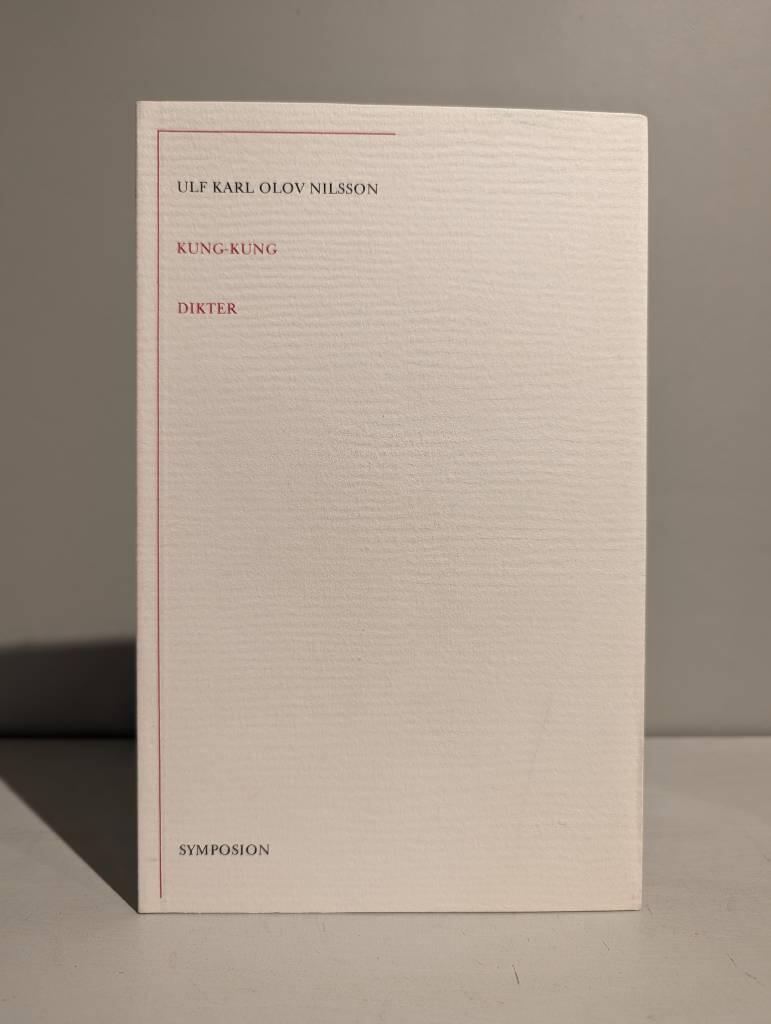 ULF KARL OLOV NILSSON
KUNG-KUNG
DIKTER
SYMPOSION